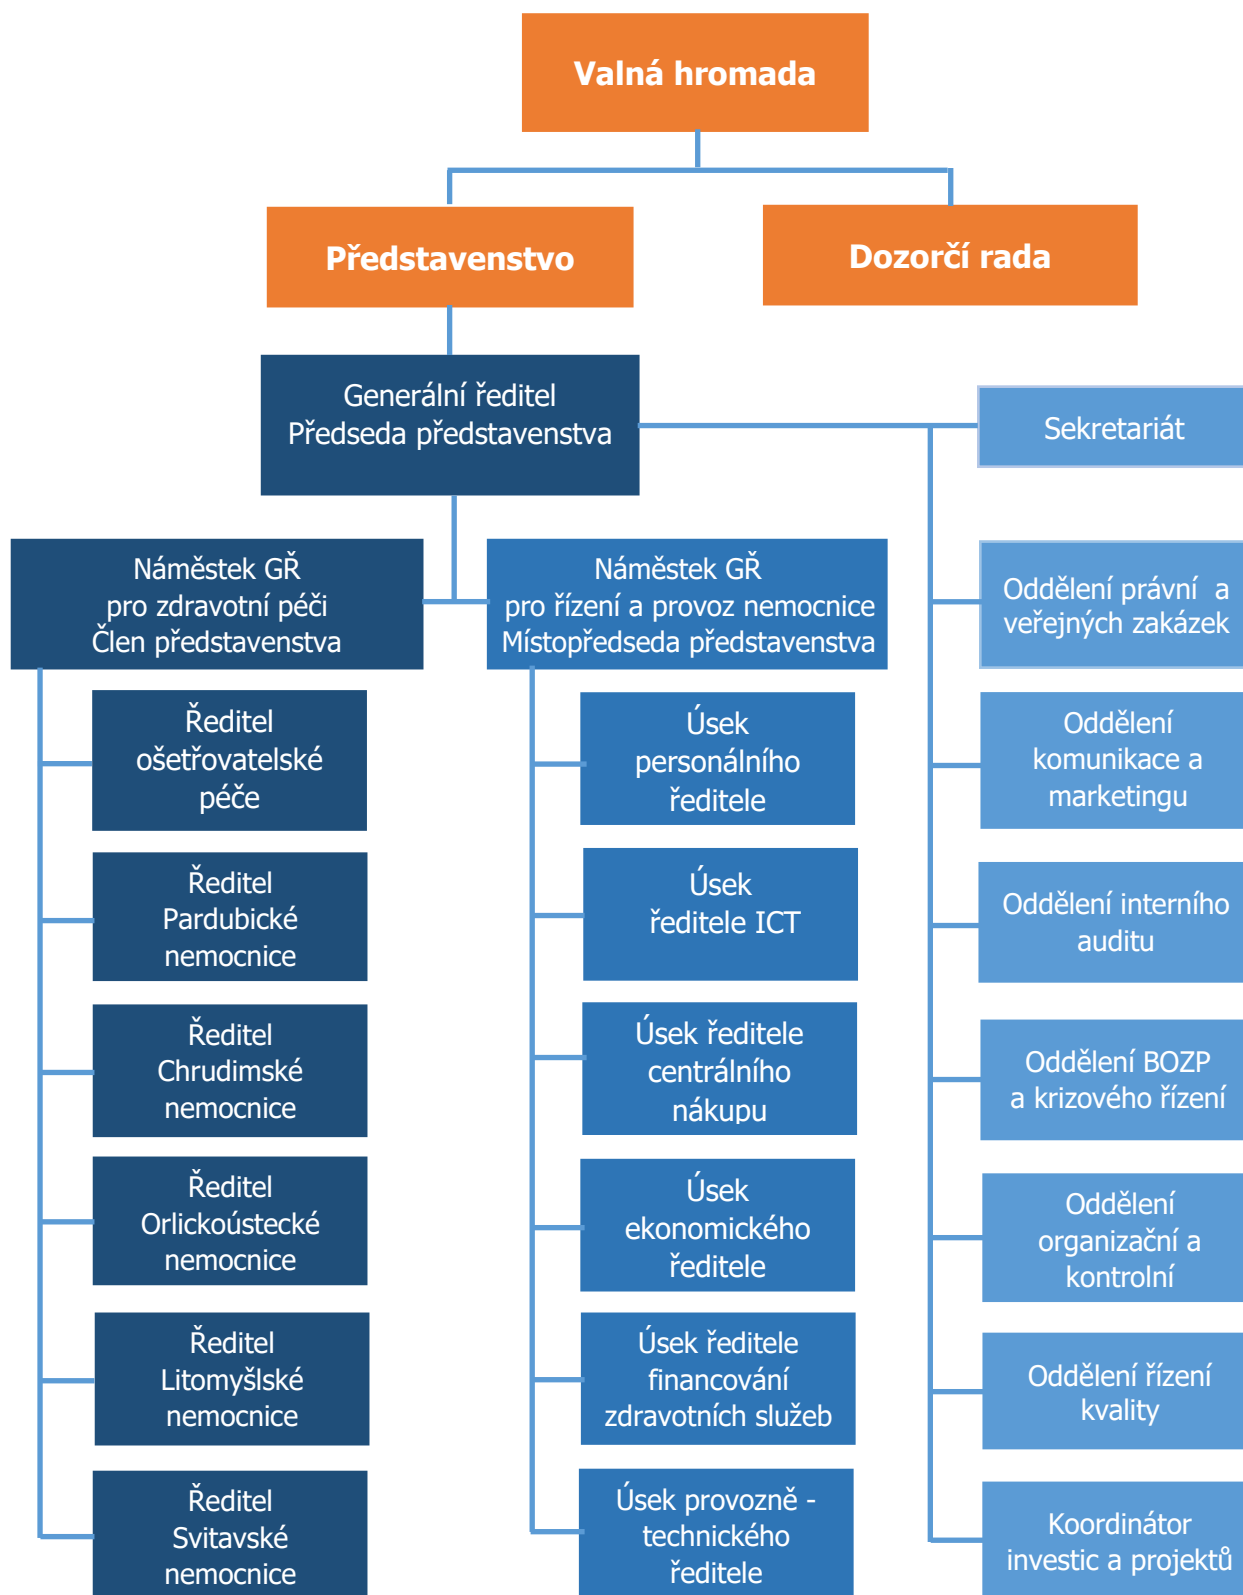 Valná hromada
Představenstvo
Dozorčí rada
Generální ředitel
Předseda představenstva
Sekretariát
Náměstek GŘ
pro zdravotní péči
Člen představenstva
Náměstek GŘ
pro řízení a provoz nemocnice
Místopředseda představenstva
Oddělení právní a
veřejných zakázek
Ředitel
ošetřovatelské
péče
Úsek
personálního
ředitele
Oddělení
komunikace a
marketingu
Ředitel
Pardubické
nemocnice
Úsek
ředitele ICT
Oddělení interního
auditu
Ředitel
Chrudimské
nemocnice
Úsek ředitele
centrálního
nákupu
Oddělení BOZP
a krizového řízení
Ředitel
Orlickoústecké
nemocnice
Úsek
ekonomického
ředitele
Oddělení
organizační a
kontrolní
Ředitel
Litomyšlské
nemocnice
Úsek ředitele
financování
zdravotních služeb
Oddělení řízení
kvality
Ředitel
Svitavské
nemocnice
Úsek provozně -
technického
ředitele
Koordinátor
investic a projektů